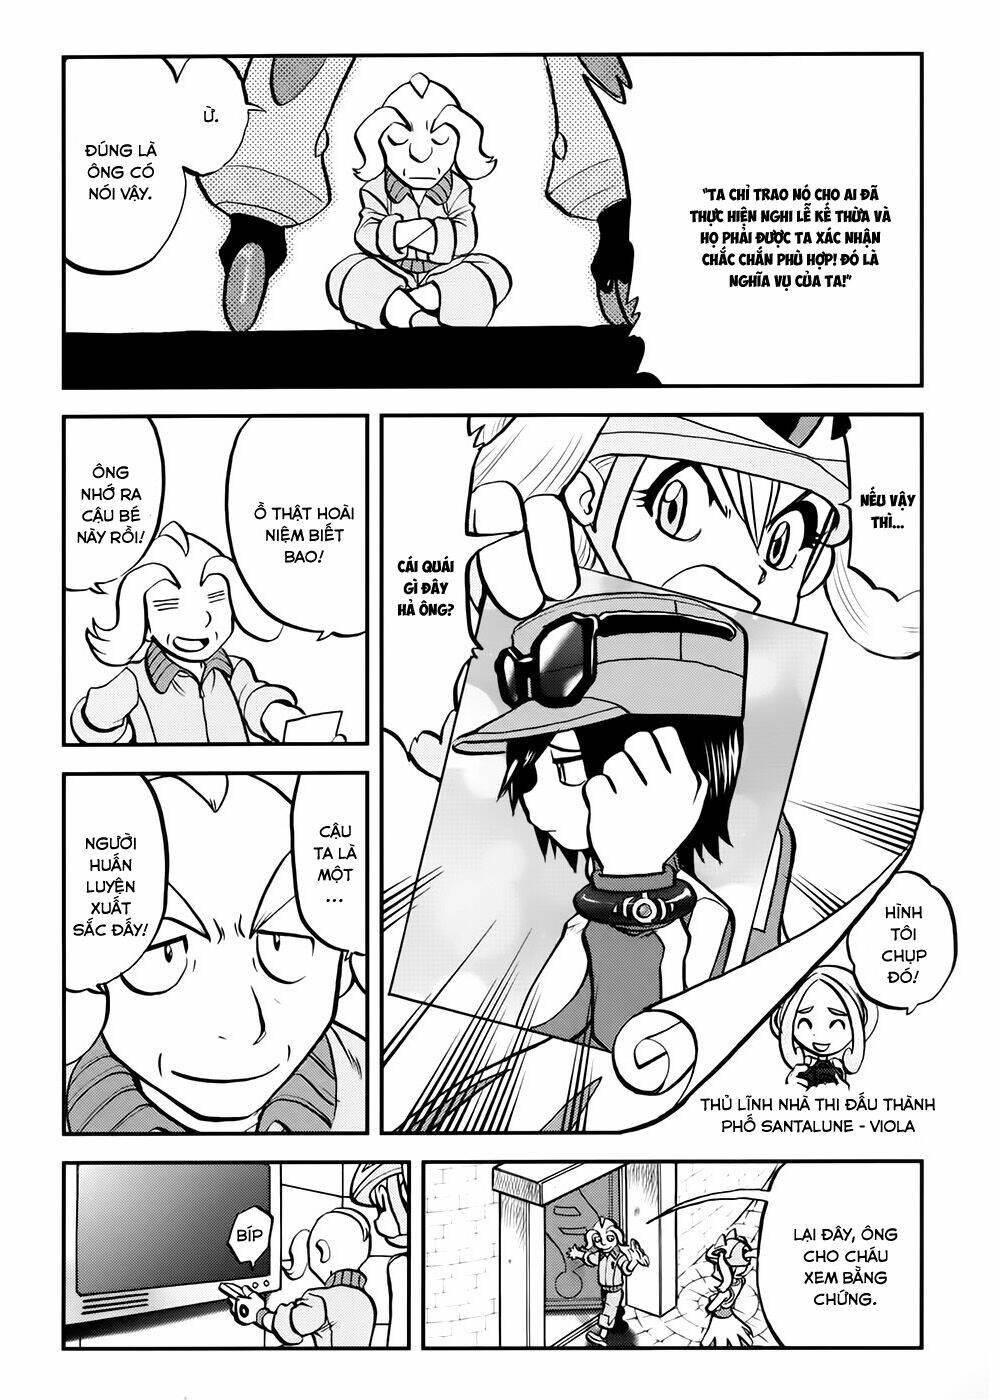 “TA CHỈ TRAO NÓ CHO AI ĐÃ
THỰC HIỆN NGHI LỄ KẾ THỪA VÀ
HỌ PHẢI ĐƯỢC TA XÁC NHẬN
CHẮC CHẮN PHÙ HỢP! ĐÓ LÀ
NGHĨA VỤ CỦA TA!”
Ừ.
ĐÚNG LÀ
ÔNG CÓ
NÓI VẬY.
NẾU VẬY
THÌ...
CÁI QUÁI
GÌ ĐÂY
HẢ ÔNG?
HÌNH
TÔI
CHỤP
ĐÓ!
THỦ LĨNH NHÀ THI ĐẤU THÀNH
PHỐ SANTALUNE - VIOLA
Ồ THẬT HOÀI
NIỆM BIẾT
BAO!
ÔNG
NHỚ RA
CẬU BÉ
NÀY RỒI!
CẬU
TA LÀ
MỘT
...
NGƯỜI
HUẤN
LUYỆN
XUẤT
SẮC ĐẤY!
LẠI ĐÂY, ÔNG
CHO CHÁU
XEM BẰNG
CHỨNG.
BÍP